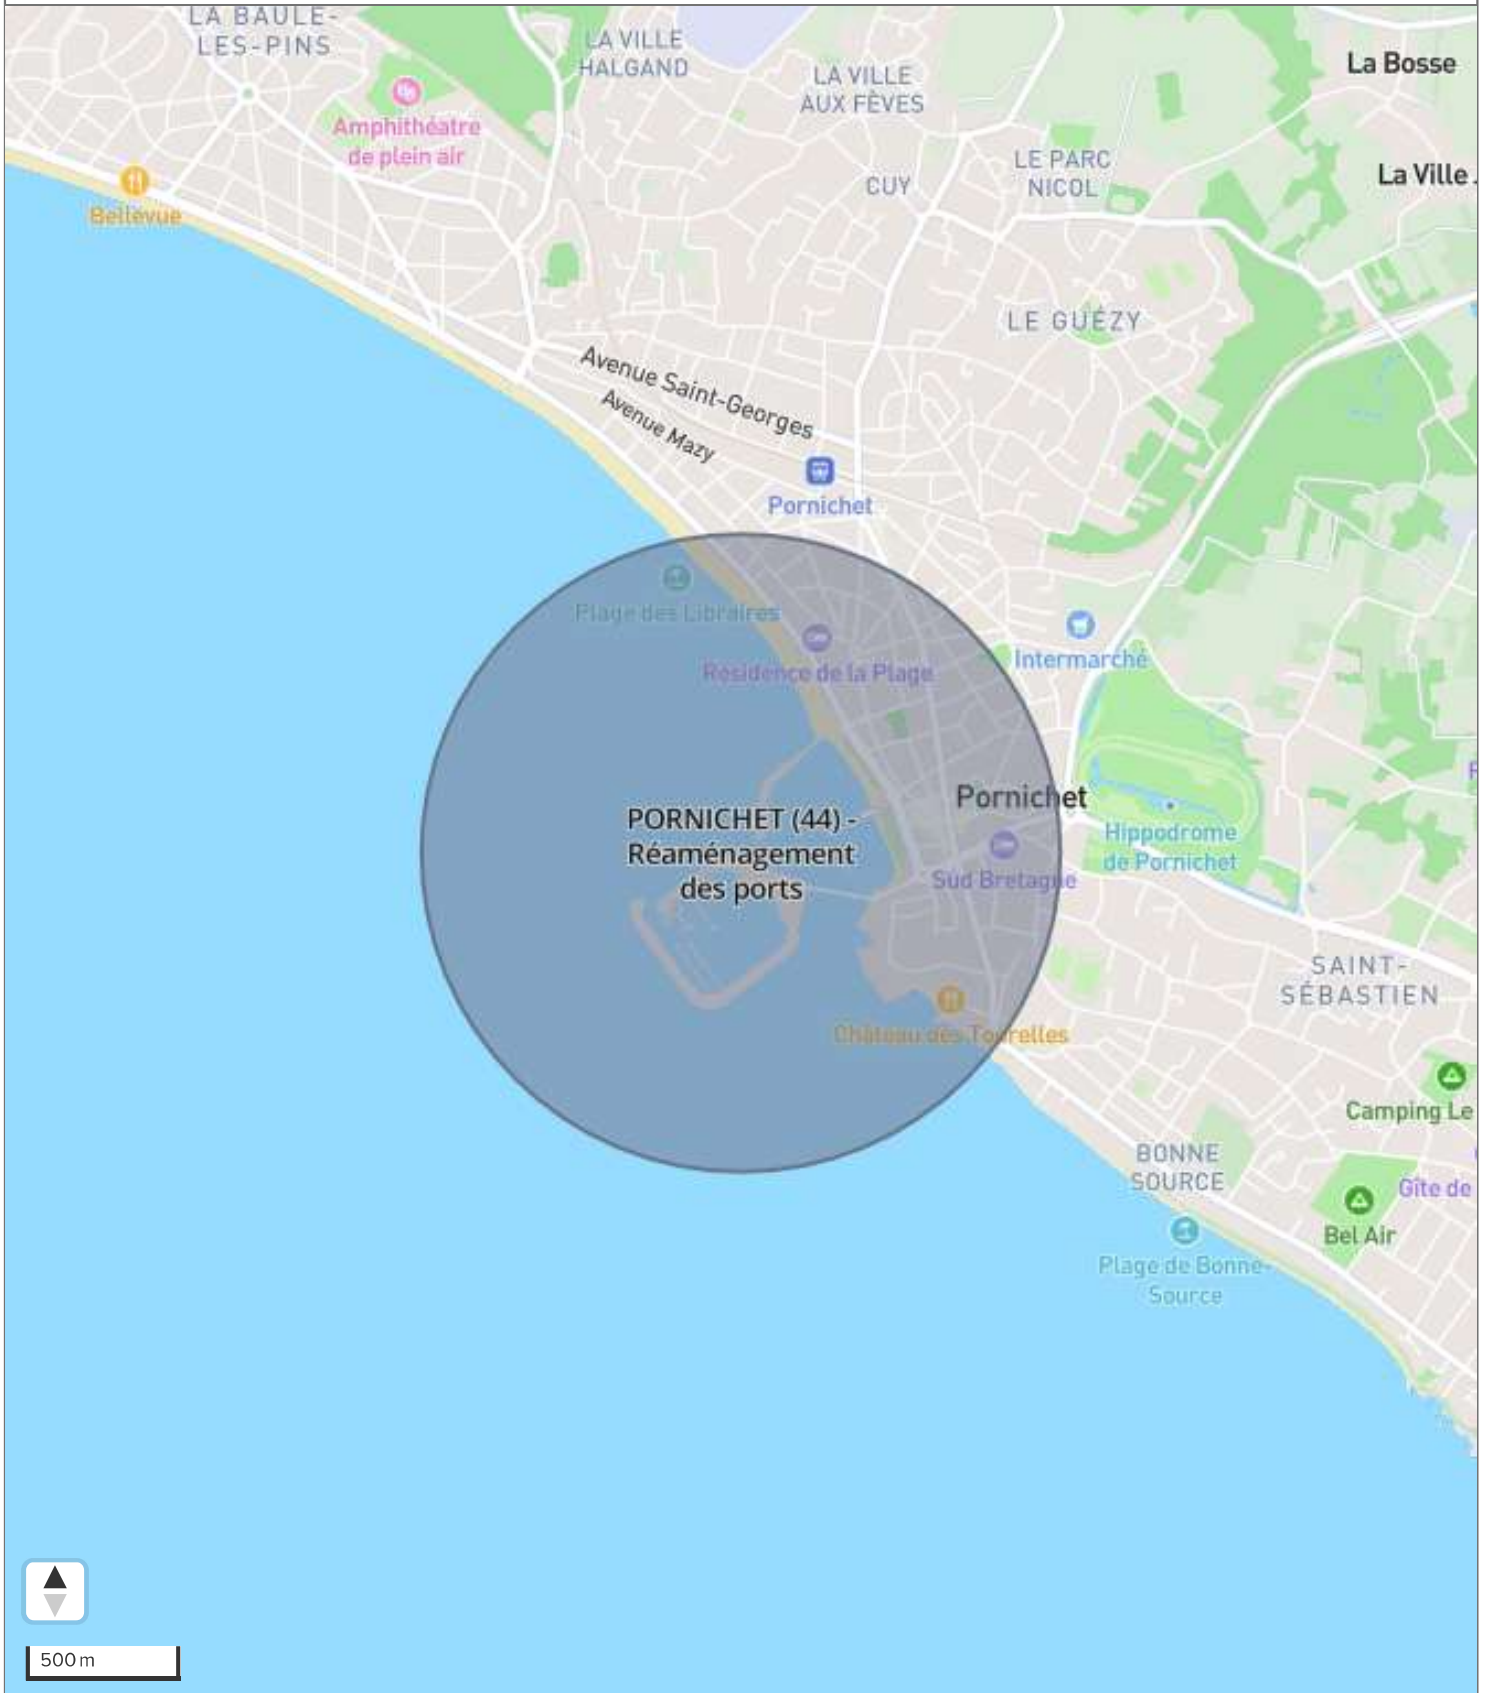 LA BAULE-
LES-PINS
LA VILLE
HALGAND
LA VILLE
AUX FÈVES
La Bosse
Amphithéatre
de plein air
LE PARC
NICOL
CUY
La Ville
Bellevue
LE GUÉZY
Avenue Saint-Georges
Avenue Mazy
Pornichet
Plage des Libraires
Résidence de la Plage
Intermarché
Pornichet
PORNICHET (44) -
Réaménagement
des ports
Hippodrome
de Pornichet
Sud Bretagne
SAINT-
SÉBASTIEN
Château des Tourelles
Camping Le
BONNE
SOURCE
Gîte de
Bel Air
Plage de Bonne-
Source
500 m